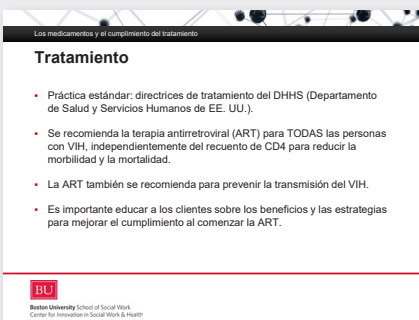 Los medicamentos y el cumplimiento del tratamiento
Tratamiento
▪ Práctica estándar: directrices de tratamiento del DHHS (Departamento
de Salud y Servicios Humanos de EE. UU.).
▪ Se recomienda la terapia antirretroviral (ART) para TODAS las personas
con VIH, independientemente del recuento de CD4 para reducir la
morbilidad y la mortalidad.
▪ La ART también se recomienda para prevenir la transmisión del VIH.
▪ Es importante educar a los clientes sobre los beneficios y las estrategias
para mejorar el cumplimiento al comenzar la ART.
BU
Boston University School of Social Work
Center for Innovation in Social Work & Health